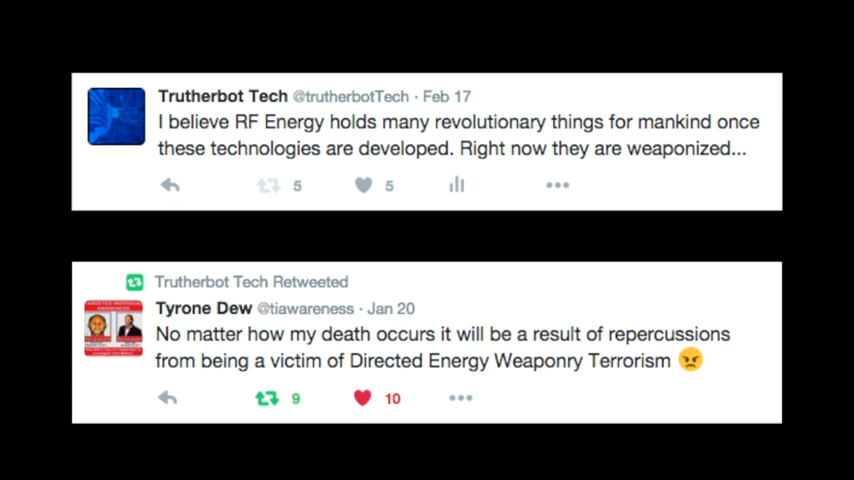 Trutherbot Tech @trutherbotTech · Feb 17
I believe RF Energy holds many revolutionary things for mankind once
these technologies are developed. Right now they are weaponized...
5 5
Trutherbot Tech Retweeted
Tyrone Dew @tiawareness · Jan 20
No matter how my death occurs it will be a result of repercussions
from being a victim of Directed Energy Weaponry Terrorism
9 10